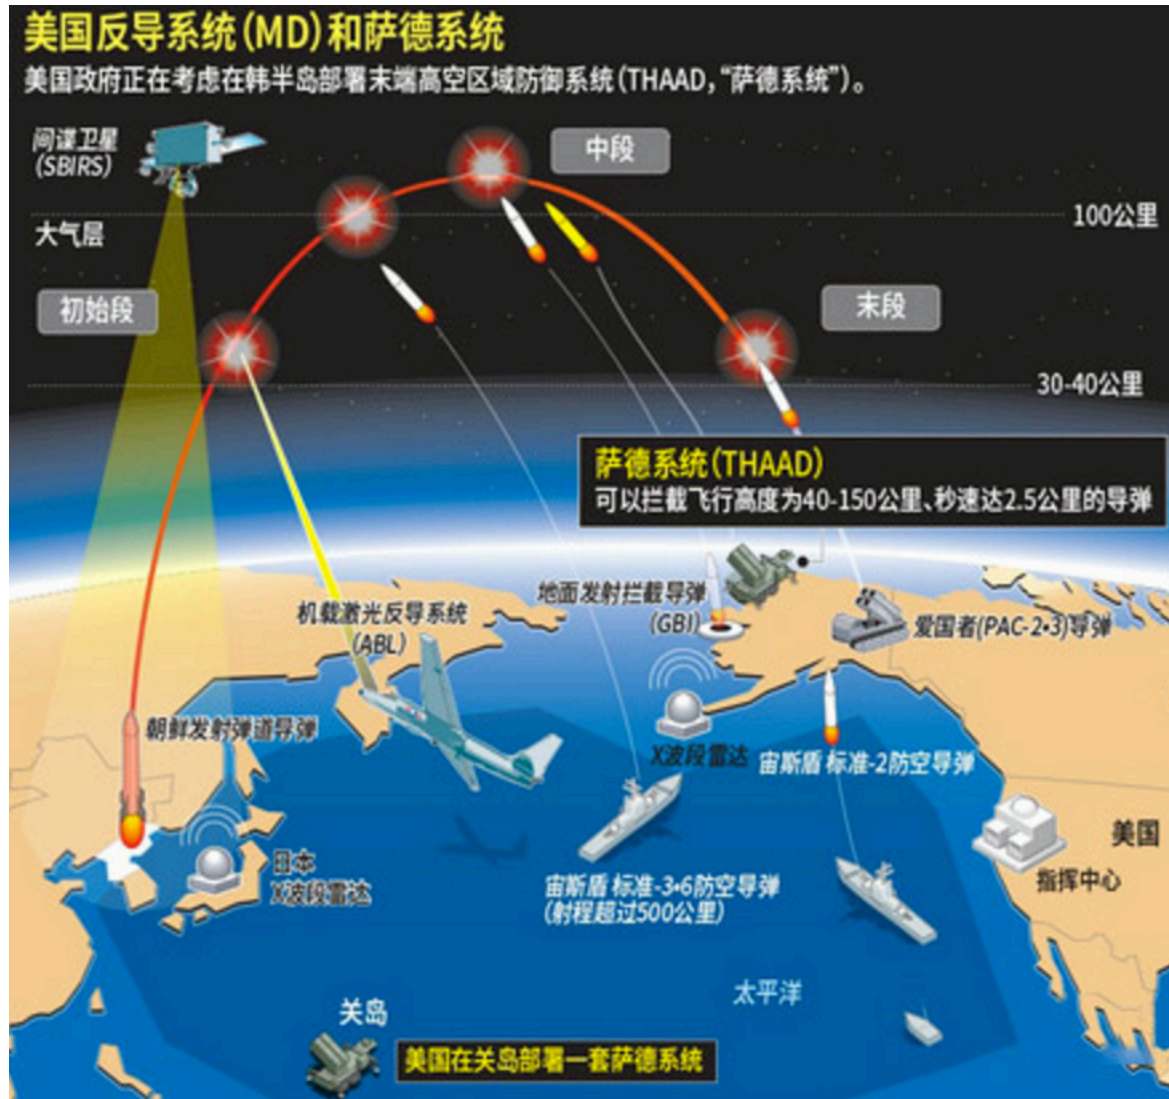 美国反导系统(MD)和萨德系统
美国政府正在考虑在韩半岛部署末端高空区域防御系统(THAAD,“萨德系统”)。
间谍卫星
(SBIRS)
中段
100公里
大气层
初始段
末段
30-40公里
萨德系统(THAAD)
可以拦截飞行高度为40-150公里、秒速达2.5公里的导弹
机载激光反导系统
(ABL)
地面发射拦截导弹
(GBI)
爱国者(PAC-2•3)导弹
朝鲜发射弹道导弹
X波段雷达
宙斯盾 标准-2防空导弹
美国
指挥中心
日本
X波段雷达
宙斯盾 标准-3•6防空导弹
(射程超过500公里)
太平洋
关岛
美国在关岛部署一套萨德系统